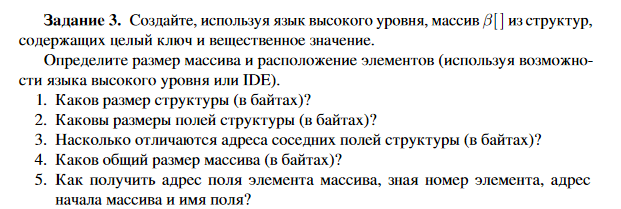 Задание 3. Создайте, используя язык высокого уровня, массив β[] из структур,
содержащих целый ключ и вещественное значение.
Определите размер массива и расположение элементов (используя возможно-
сти языка высокого уровня или IDE).
1. Каков размер структуры (в байтах)?
2. Каковы размеры полей структуры (в байтах)?
3. Насколько отличаются адреса соседних полей структуры (в байтах)?
4. Каков общий размер массива (в байтах)?
5. Как получить адрес поля элемента массива, зная номер элемента, адрес
начала массива и имя поля?